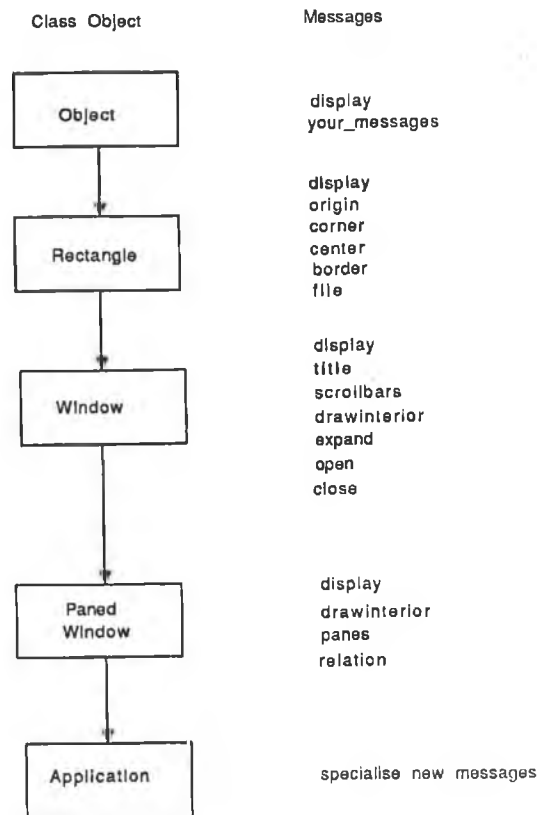 Class Object
Messages
Object
display
your_messages
Rectangle
display
origin
corner
center
border
file
Window
display
title
scrollbars
drawinterior
expand
open
close
Paned
Window
display
drawinterior
panes
relation
Application
specialise new messages